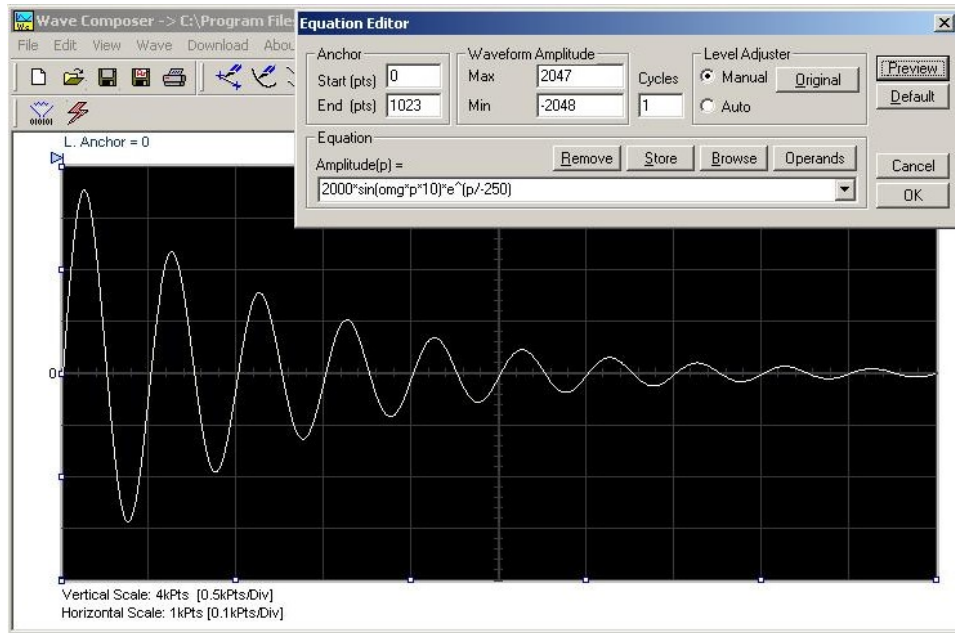 Wave Composer -> C:\Program File
File Edit View Wave Download Abou
L. Anchor = 0
0
Equation Editor
Anchor
Start (pts) 0
End (pts) 1023
Waveform Amplitude
Max 2047
Min -2048
Cycles
1
Level Adjuster
Manual Original
Auto
Preview
Default
Equation
Amplitude(p) =
Remove Store Browse Operands
2000*sin(omg*p*10)*e^(p/-250)
Cancel
OK
Vertical Scale: 4kPts [0.5kPts/Div]
Horizontal Scale: 1kPts [0.1kPts/Div]